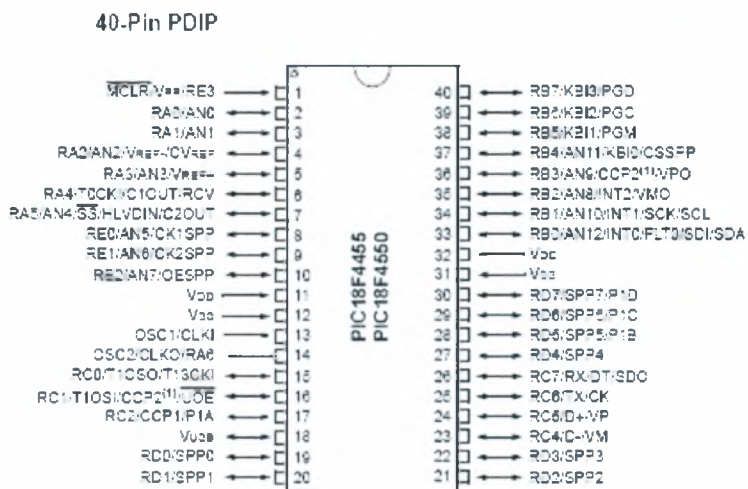 40-Pin PDIP
MCLR/VPP/RE3 1
RA0/AN0 2
RA1/AN1 3
RA2/AN2/VREF-/CVREF 4
RA3/AN3/VREF+ 5
RA4/T0CKI/C1OUT/RCV 6
RA5/AN4/SS/HLVDIN/C2OUT 7
RE0/AN5/CK1SPP 8
RE1/AN6/CK2SPP 9
RE2/AN7/OESPP 10
VDD 11
VSS 12
OSC1/CLKI 13
OSC2/CLKO/RA6 14
RC0/T1OSO/T13CKI 15
RC1/T1OSI/CCP2(1)/UOE 16
RC2/CCP1/P1A 17
VUSB 18
RD0/SPP0 19
RD1/SPP1 20
PIC18F4455
PIC18F4550
40 RB7/KBI3/PGD
39 RB6/KBI2/PGC
38 RB5/KBI1/PGM
37 RB4/AN11/KBI0/CSSPP
36 RB3/AN9/CCP2(1)/VPO
35 RB2/AN8/INT2/VMO
34 RB1/AN10/INT1/SCK/SCL
33 RB0/AN12/INT0/FLT0/SDI/SDA
32 VDD
31 VSS
30 RD7/SPP7/P1D
29 RD6/SPP6/P1C
28 RD5/SPP5/P1B
27 RD4/SPP4
26 RC7/RX/DT/SDO
25 RC6/TX/CK
24 RC5/D+/VP
23 RC4/D-/VM
22 RD3/SPP3
21 RD2/SPP2